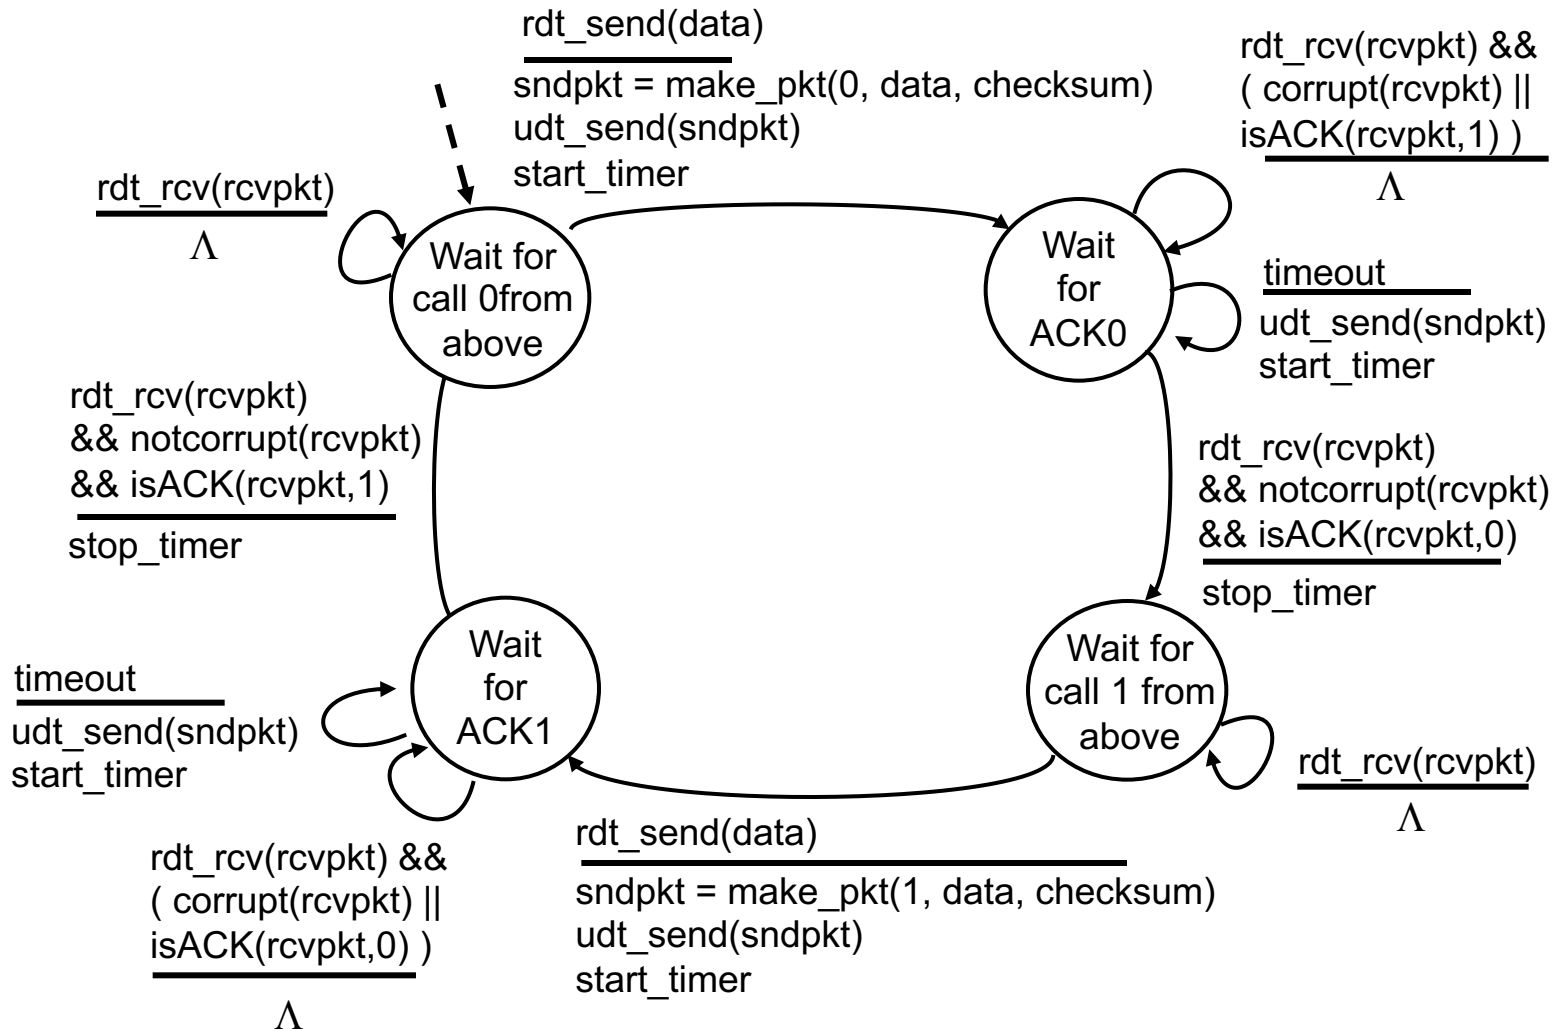 rdt_send(data)
sndpkt = make_pkt(0, data, checksum)
udt_send(sndpkt)
start_timer
rdt_rcv(rcvpkt) &&
( corrupt(rcvpkt) ||
isACK(rcvpkt,1) )
Λ
rdt_rcv(rcvpkt)
Λ
Wait for
call 0from
above
Wait
for
ACK0
timeout
udt_send(sndpkt)
start_timer
rdt_rcv(rcvpkt)
&& notcorrupt(rcvpkt)
&& isACK(rcvpkt,1)
stop_timer
rdt_rcv(rcvpkt)
&& notcorrupt(rcvpkt)
&& isACK(rcvpkt,0)
stop_timer
Wait
for
ACK1
Wait for
call 1 from
above
timeout
udt_send(sndpkt)
start_timer
rdt_rcv(rcvpkt)
Λ
rdt_rcv(rcvpkt) &&
( corrupt(rcvpkt) ||
isACK(rcvpkt,0) )
Λ
rdt_send(data)
sndpkt = make_pkt(1, data, checksum)
udt_send(sndpkt)
start_timer